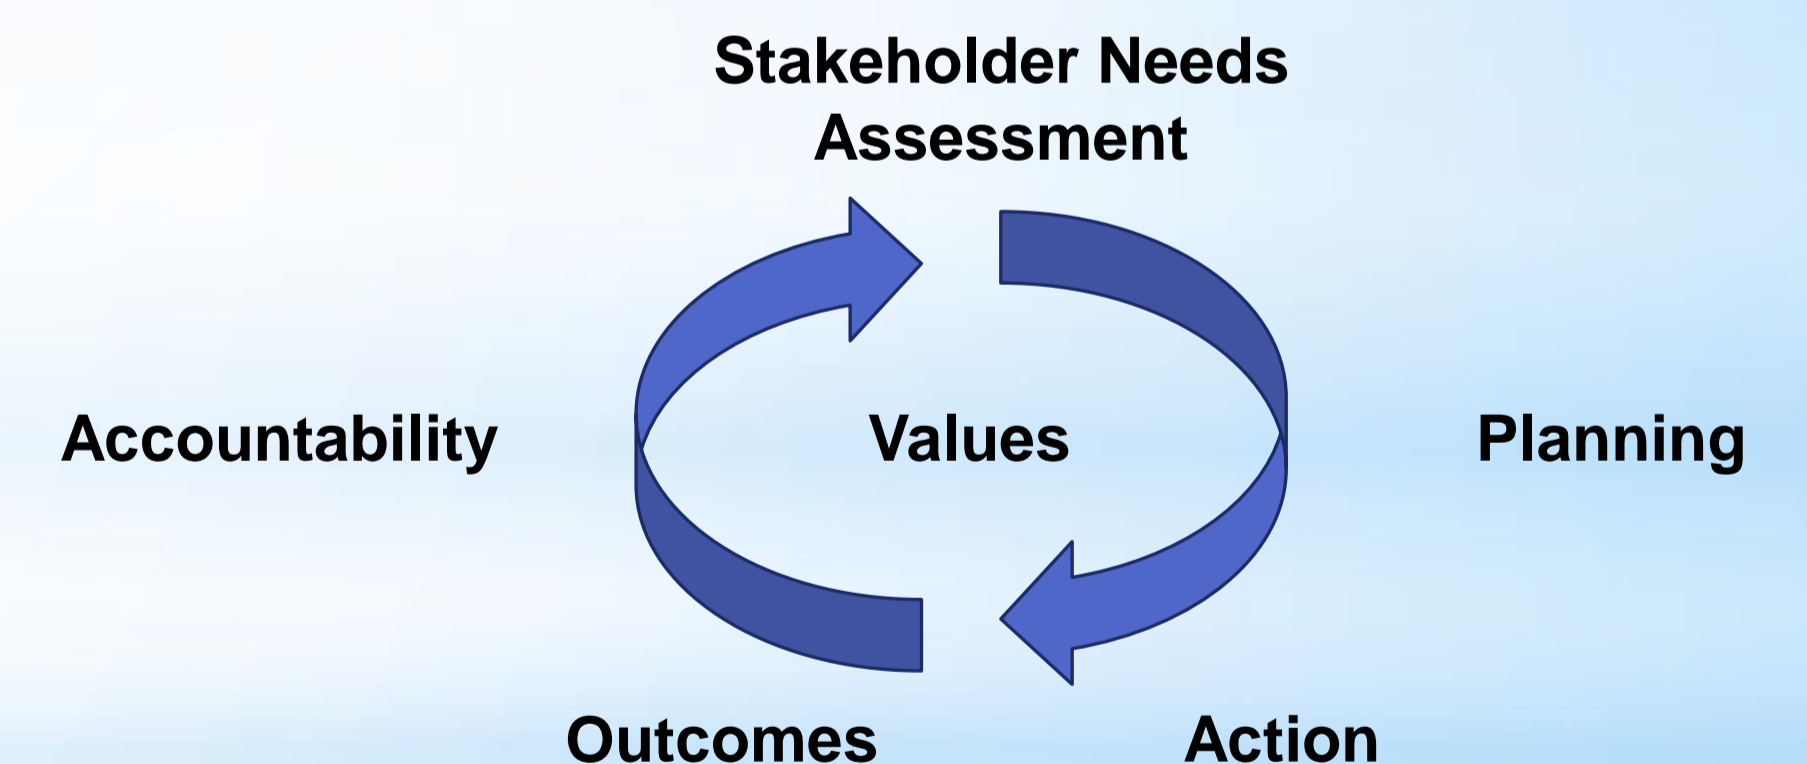 Stakeholder Needs
Assessment
Accountability
Values
Planning
Outcomes
Action